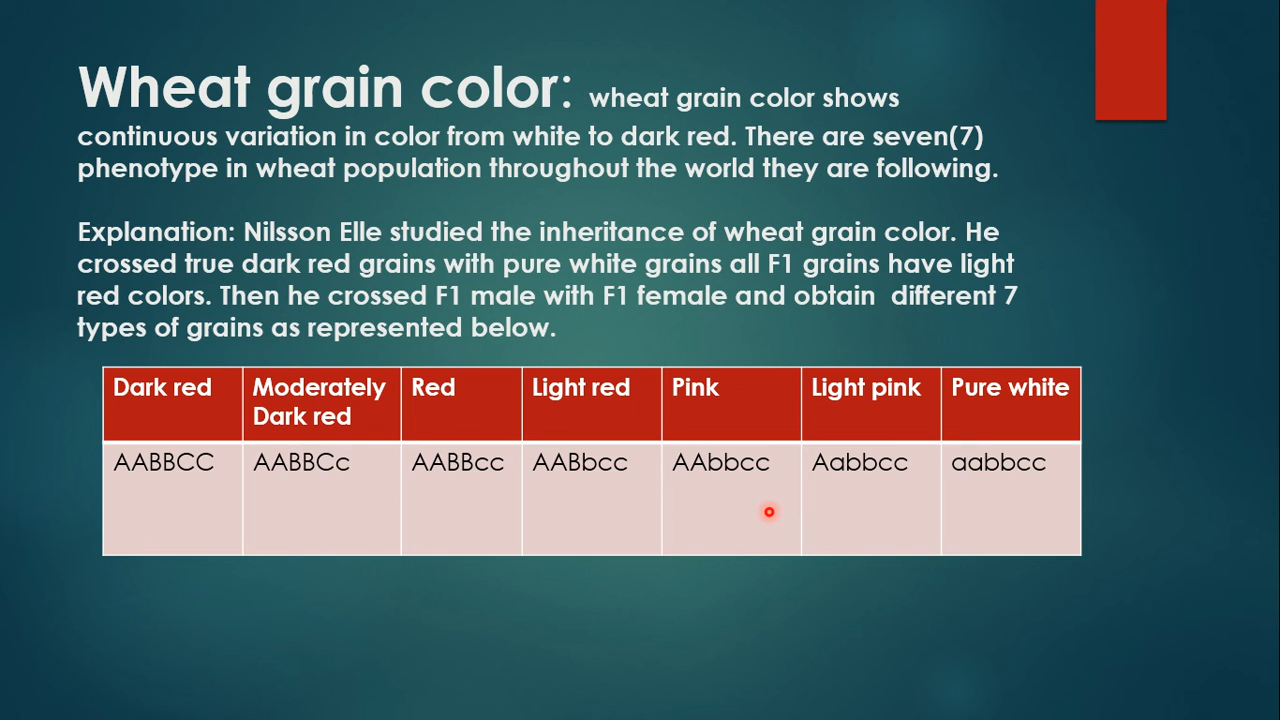 Wheat grain color: wheat grain color shows
continuous variation in color from white to dark red. There are seven(7)
phenotype in wheat population throughout the world they are following.
Explanation: Nilsson Elle studied the inheritance of wheat grain color. He
crossed true dark red grains with pure white grains all F1 grains have light
red colors. Then he crossed F1 male with F1 female and obtain  different 7
types of grains as represented below.
Dark red Moderately Dark red Red Light red Pink Light pink Pure white
AABBCC AABBCc AABBcc AABbcc AAbbcc Aabbcc aabbcc